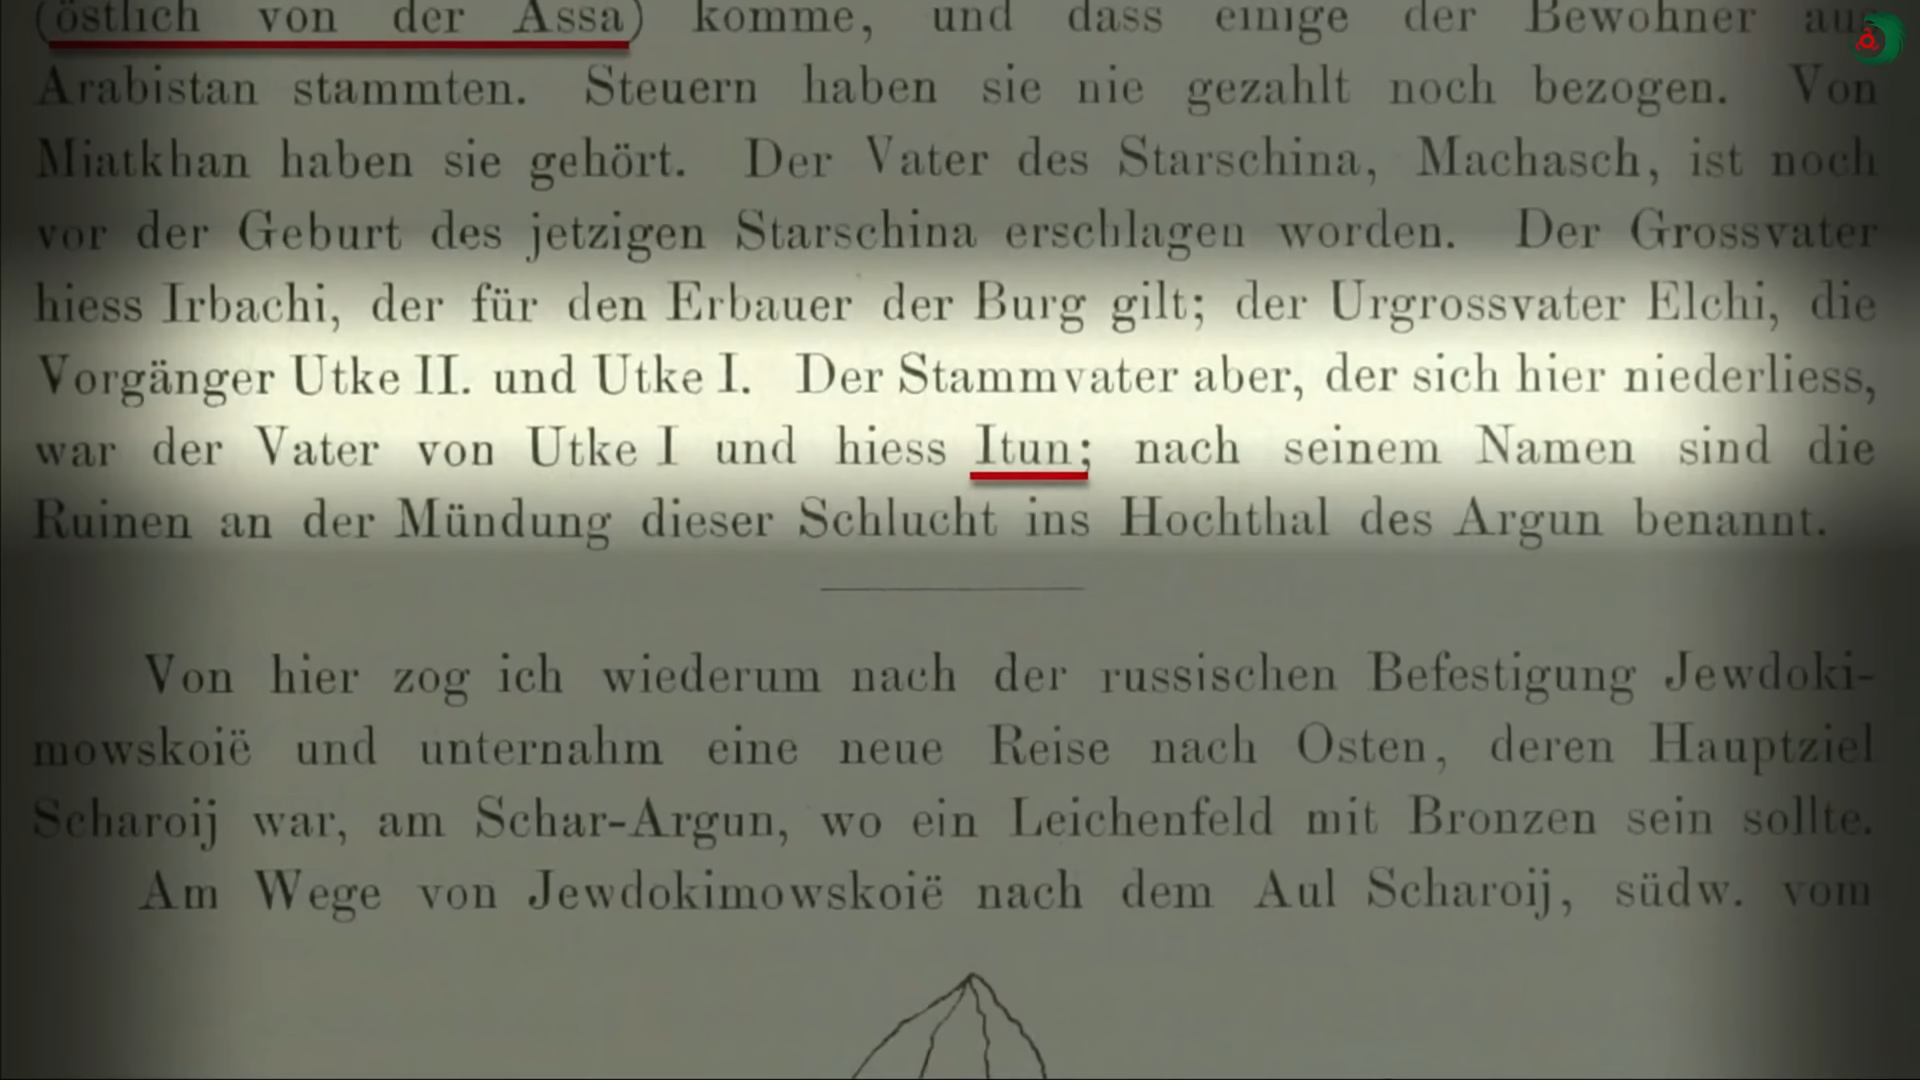 (östlich von der Assa) komme, und dass einige der Bewohner aus
Arabistan stammten. Steuern haben sie nie gezahlt noch bezogen. Von
Miatkhan haben sie gehört. Der Vater des Starschina, Machasch, ist noch
vor der Geburt des jetzigen Starschina erschlagen worden. Der Grossvater
hiess Irbachi, der für den Erbauer der Burg gilt; der Urgrossvater Elchi, die
Vorgänger Utke II. und Utke I. Der Stammvater aber, der sich hier niederliess,
war der Vater von Utke I und hiess Itun; nach seinem Namen sind die
Ruinen an der Mündung dieser Schlucht ins Hochthal des Argun benannt.
Von hier zog ich wiederum nach der russischen Befestigung Jewdoki-
mowskoië und unternahm eine neue Reise nach Osten, deren Hauptziel
Scharoij war, am Schar-Argun, wo ein Leichenfeld mit Bronzen sein sollte.
Am Wege von Jewdokimowskoië nach dem Aul Scharoij, südw. vom